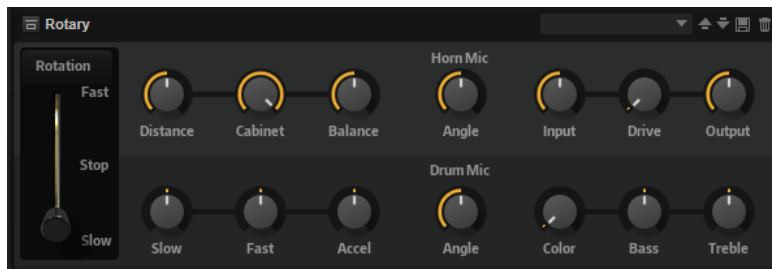 Rotary
Rotation
Fast
Stop
Slow
Horn Mic
Distance Cabinet Balance Angle Input Drive Output
Drum Mic
Slow Fast Accel Angle Color Bass Treble